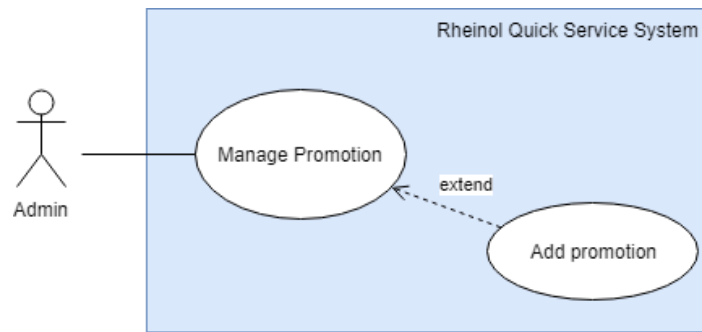 Rheinol Quick Service System
Manage Promotion
extend
Admin
Add promotion